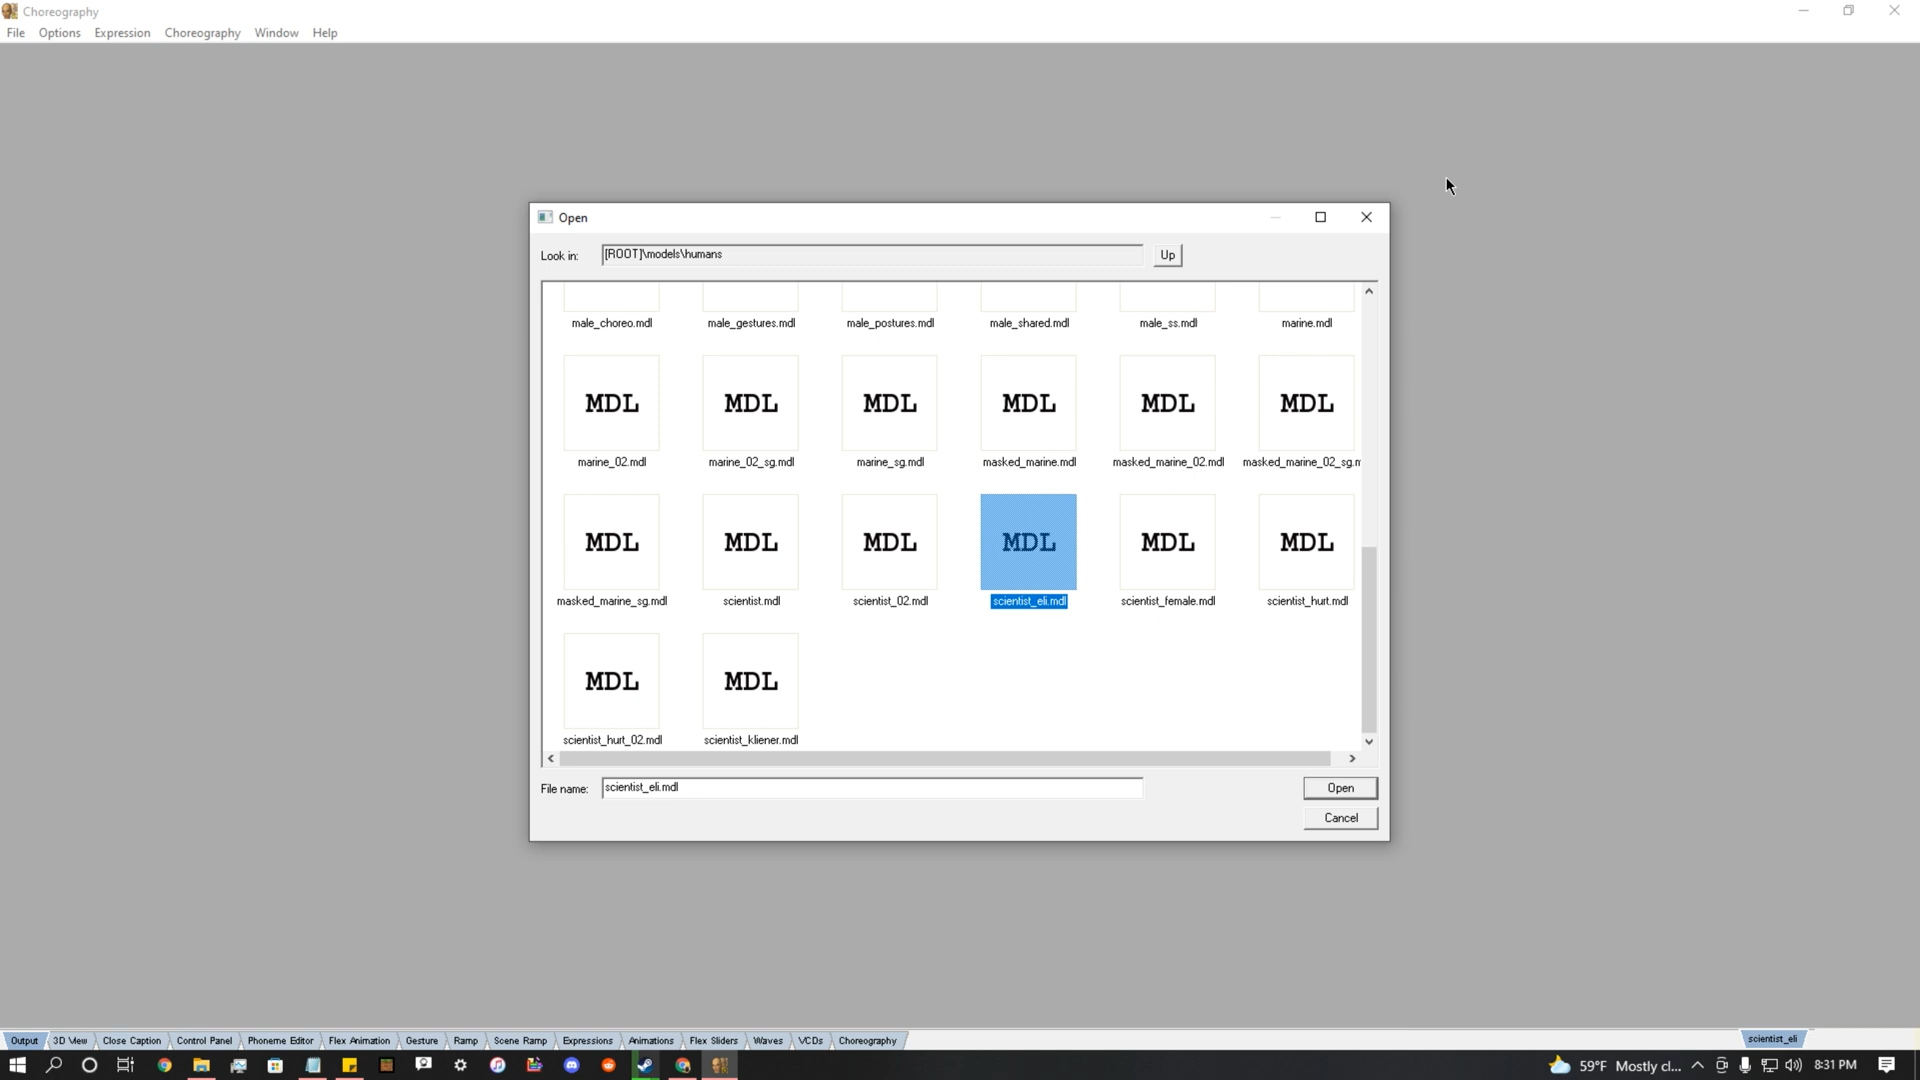 Choreography
File Options Expression Choreography Window Help
Open
Look in: [ROOT]\models\humans Up
male_choreo.mdl male_gestures.mdl male_postures.mdl male_shared.mdl male_ss.mdl marine.mdl
MDL MDL MDL MDL MDL MDL
marine_02.mdl marine_02_sg.mdl marine_sg.mdl masked_marine.mdl masked_marine_02.mdl masked_marine_02_sg.m
MDL MDL MDL MDL MDL MDL
masked_marine_sg.mdl scientist.mdl scientist_02.mdl scientist_eli.mdl scientist_female.mdl scientist_hurt.mdl
MDL MDL
scientist_hurt_02.mdl scientist_kliener.mdl
File name: scientist_eli.mdl Open
Cancel
Output 3D View Close Caption Control Panel Phoneme Editor Flex Animation Gesture Ramp Scene Ramp Expressions Animations Flex Sliders Waves VCDs Choreography scientist_eli
59°F Mostly cl... 8:31 PM